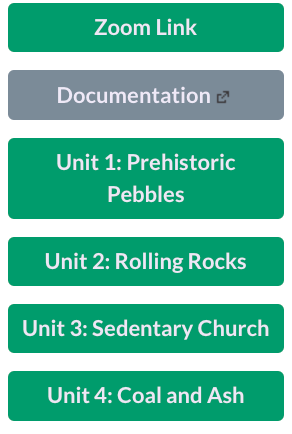 Zoom Link
Documentation
Unit 1: Prehistoric
Pebbles
Unit 2: Rolling Rocks
Unit 3: Sedentary Church
Unit 4: Coal and Ash